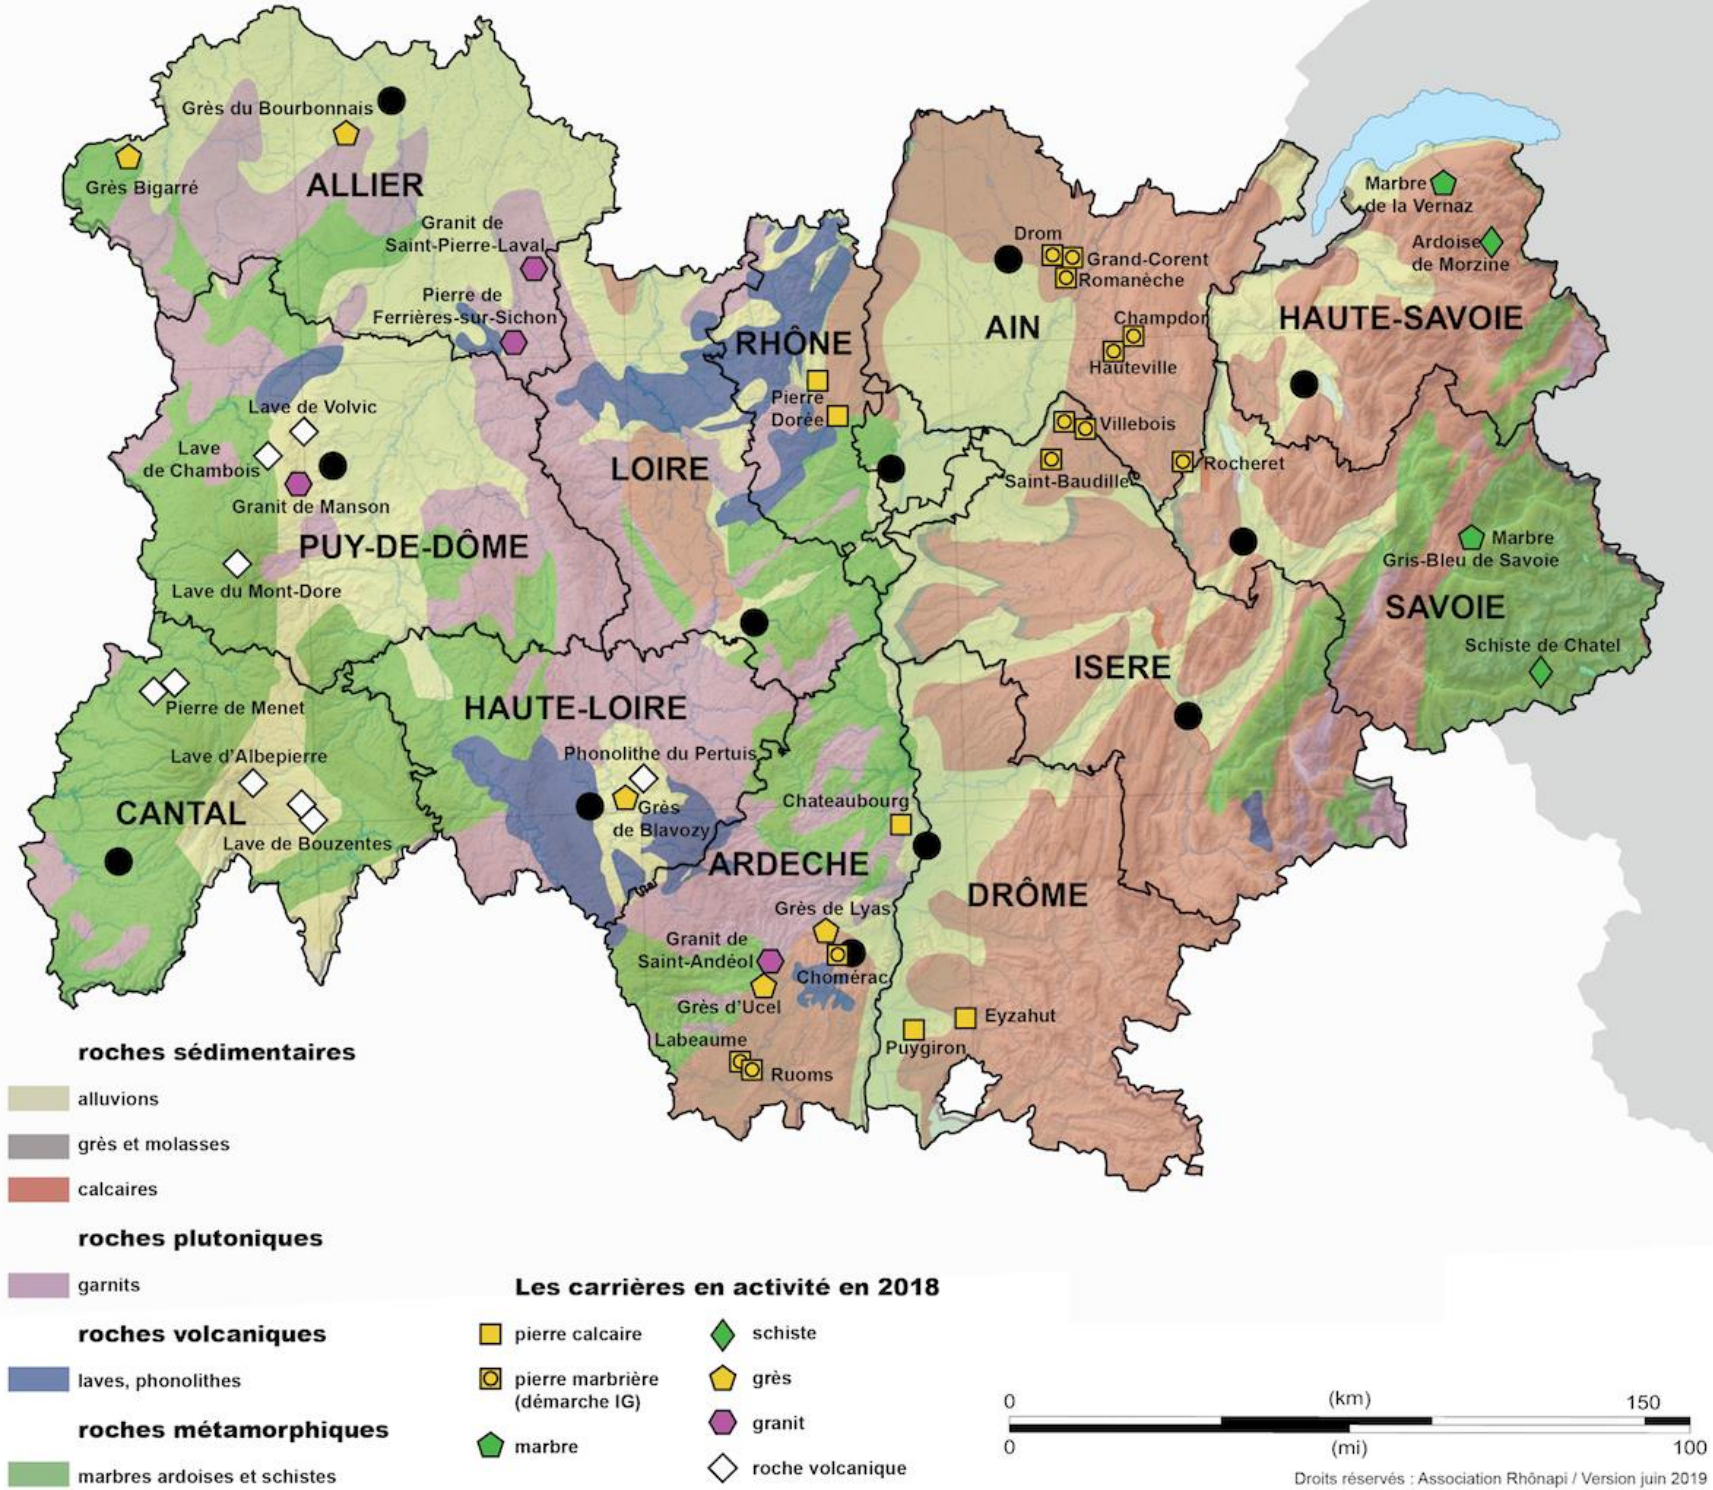 Grès du Bourbonnais
Grès Bigarré
ALLIER
Granit de
Saint-Pierre-Laval
Pierre de
Ferrières-sur-Sichon
Marbre
de la Vernaz
Ardoise
de Morzine
Drom
Grand-Corent
Romanèche
AIN
Champdor
Hauteville
HAUTE-SAVOIE
RHÔNE
Pierre
Dorée
Villebois
Saint-Baudille
Rocheret
Lave de Volvic
Lave
de Chambois
Granit de Manson
PUY-DE-DÔME
Lave du Mont-Dore
LOIRE
Marbre
Gris-Bleu de Savoie
SAVOIE
Schiste de Chatel
ISERE
Pierre de Menet
Lave d'Albepierre
CANTAL
Lave de Bouzentes
HAUTE-LOIRE
Phonolithe du Pertuis
Grès
de Blavozy
Chateaubourg
ARDECHE
DRÔME
Grès de Lyas
Granit de
Saint-Andéol
Chomérac
Grès d'Ucel
Labeaume
Ruoms
Eyzahut
Puygiron
roches sédimentaires
alluvions
grès et molasses
calcaires
roches plutoniques
garnits
roches volcaniques
laves, phonolithes
roches métamorphiques
marbres ardoises et schistes
Les carrières en activité en 2018
pierre calcaire
pierre marbrière
(démarche IG)
marbre
schiste
grès
granit
roche volcanique
0 (km) 150
0 (mi) 100
Droits réservés : Association Rhônapi / Version juin 2019